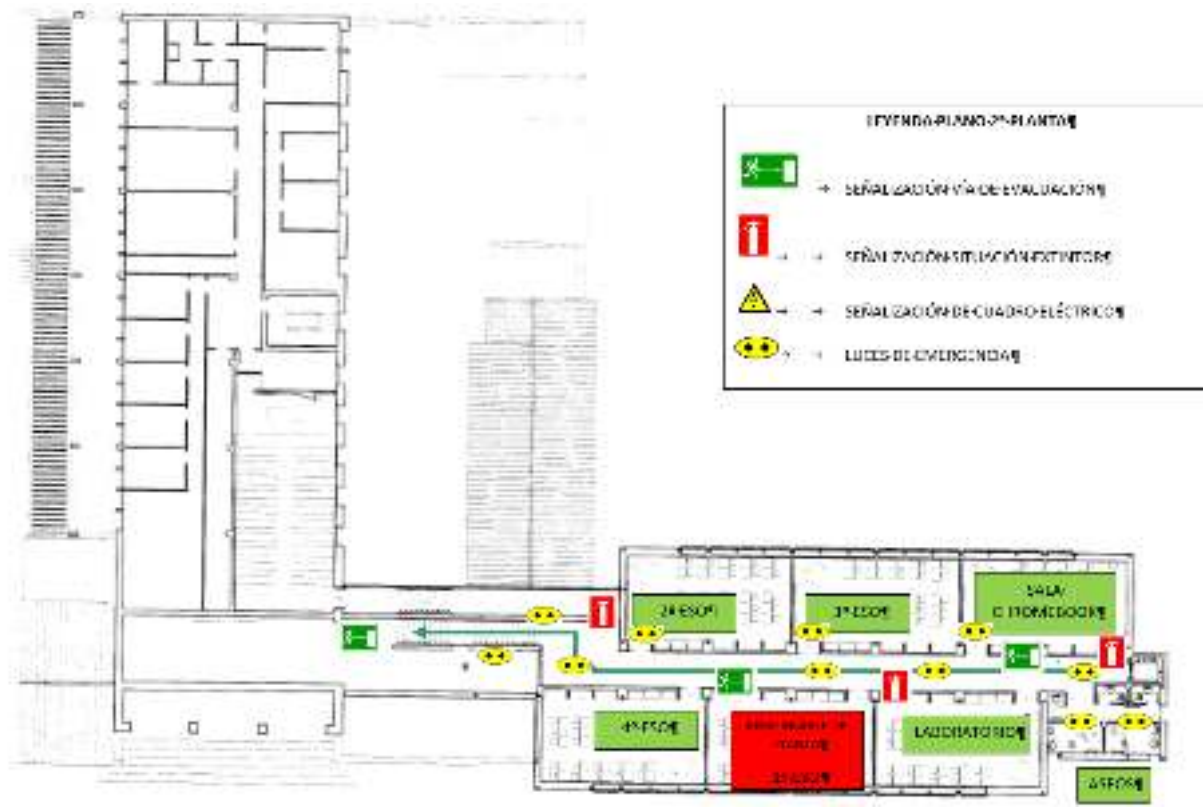 LEYENDA·PLANO·2ª·PLANTA¶
→ SEÑALIZACIÓN·VÍA·DE·EVACUACIÓN¶
→ → SEÑALIZACIÓN·SITUACIÓN·EXTINTOR¶
→ → SEÑALIZACIÓN·DE·CUADRO·ELÉCTRICO¶
→ → LUCES·DE·EMERGENCIA¶
2º·ESO¶
3º·ESO¶
SALA·
4º·ESO¶
LABORATORIO¶
ASEOS¶